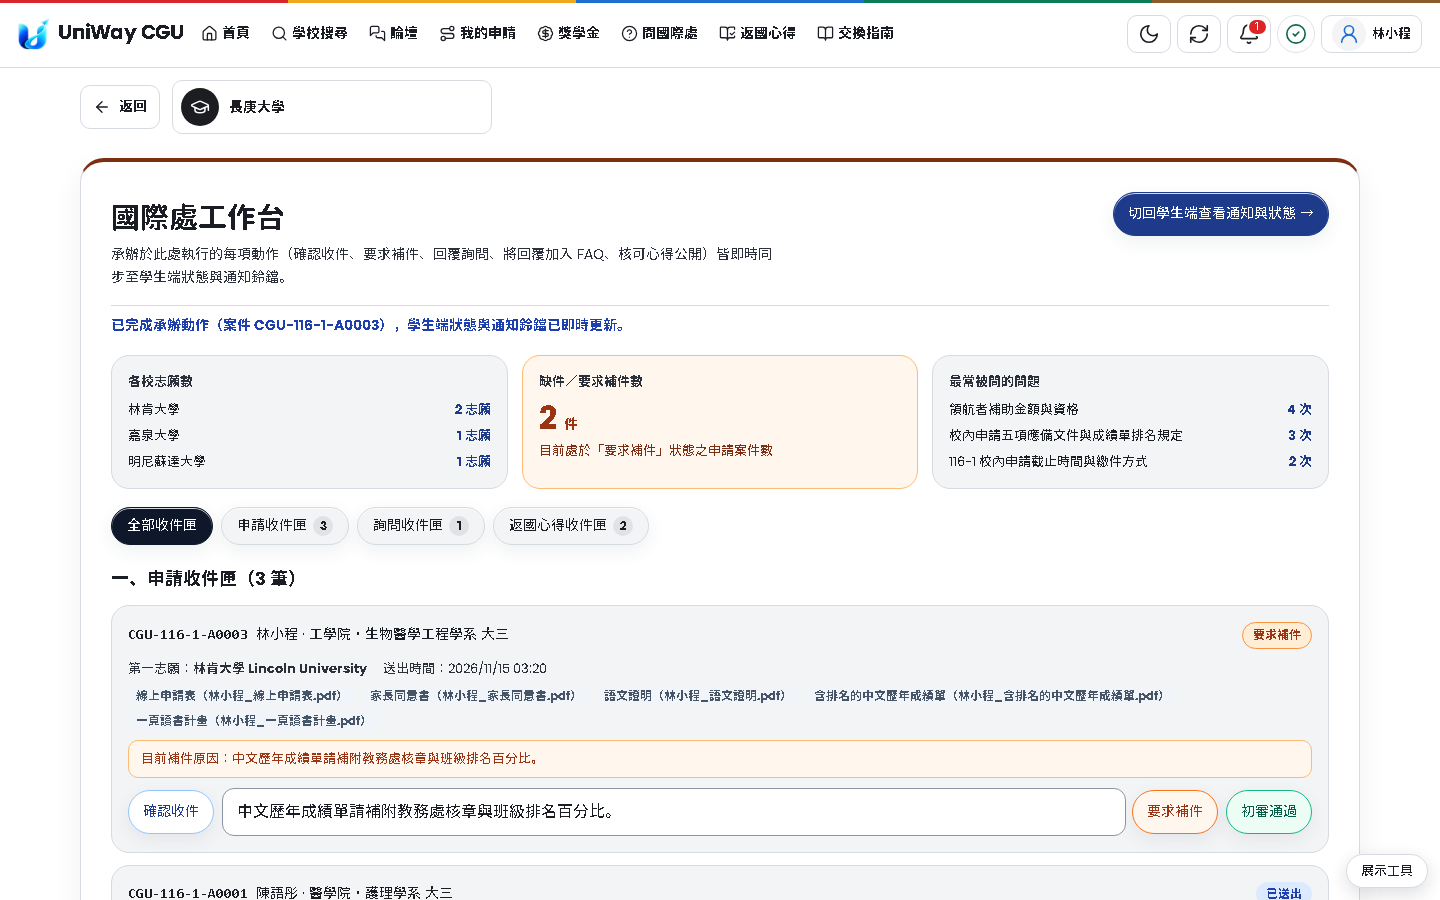 UniWay CGU 首頁 學校搜尋 論壇 我的申請 獎學金 問國際處 返國心得 交換指南 1 林小程
返回 長庚大學
國際處工作台
切回學生端查看通知與狀態 →
承辦於此處執行的每項動作（確認收件、要求補件、回覆詢問、將回覆加入 FAQ、核可心得公開）皆即時同
步至學生端狀態與通知鈴鐺。
已完成承辦動作（案件 CGU-116-1-A0003），學生端狀態與通知鈴鐺已即時更新。
各校志願數
林肯大學 2 志願
嘉泉大學 1 志願
明尼蘇達大學 1 志願
缺件／要求補件數
2 件
目前處於「要求補件」狀態之申請案件數
最常被問的問題
領航者補助金額與資格 4 次
校內申請五項應備文件與成績單排名規定 3 次
116-1 校內申請截止時間與繳件方式 2 次
全部收件匣 申請收件匣 3 詢問收件匣 1 返國心得收件匣 2
一、申請收件匣（3 筆）
CGU-116-1-A0003 林小程 · 工學院・生物醫學工程學系 大三 要求補件
第一志願：林肯大學 Lincoln University 送出時間：2026/11/15 03:20
線上申請表（林小程_線上申請表.pdf） 家長同意書（林小程_家長同意書.pdf） 語文證明（林小程_語文證明.pdf） 含排名的中文歷年成績單（林小程_含排名的中文歷年成績單.pdf）
一頁讀書計畫（林小程_一頁讀書計畫.pdf）
目前補件原因：中文歷年成績單請補附教務處核章與班級排名百分比。
確認收件 中文歷年成績單請補附教務處核章與班級排名百分比。 要求補件 初審通過
CGU-116-1-A0001 陳語彤 · 醫學院・護理學系 大三 已送出
展示工具